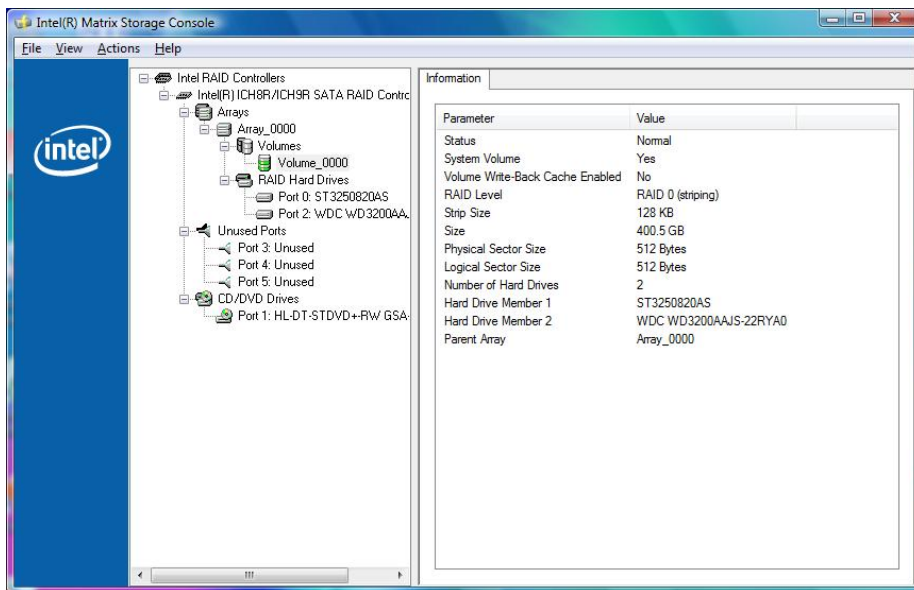 Intel(R) Matrix Storage Console
File View Actions Help
intel
Intel RAID Controllers
Intel(R) ICH8R/ICH9R SATA RAID Contrc
Arrays
Array_0000
Volumes
Volume_0000
RAID Hard Drives
Port 0: ST3250820AS
Port 2: WDC WD3200AA.
Unused Ports
Port 3: Unused
Port 4: Unused
Port 5: Unused
CD/DVD Drives
Port 1: HL-DT-STDVD+-RW GSA-
Information
Parameter Value
Status Normal
System Volume Yes
Volume Write-Back Cache Enabled No
RAID Level RAID 0 (striping)
Strip Size 128 KB
Size 400.5 GB
Physical Sector Size 512 Bytes
Logical Sector Size 512 Bytes
Number of Hard Drives 2
Hard Drive Member 1 ST3250820AS
Hard Drive Member 2 WDC WD3200AAJS-22RYA0
Parent Array Array_0000